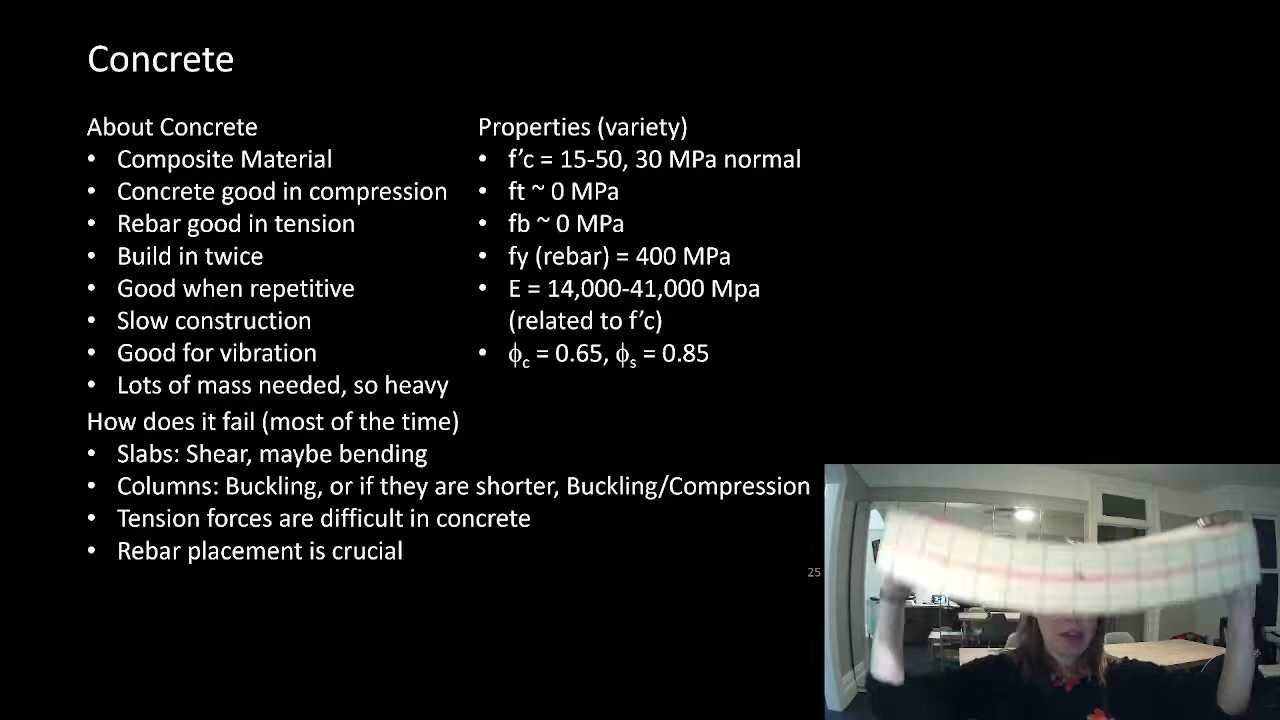 Concrete
About Concrete
• Composite Material
• Concrete good in compression
• Rebar good in tension
• Build in twice
• Good when repetitive
• Slow construction
• Good for vibration
• Lots of mass needed, so heavy
How does it fail (most of the time)
• Slabs: Shear, maybe bending
• Columns: Buckling, or if they are shorter, Buckling/Compression
• Tension forces are difficult in concrete
• Rebar placement is crucial
Properties (variety)
• f’c = 15-50, 30 MPa normal
• ft ~ 0 MPa
• fb ~ 0 MPa
• fy (rebar) = 400 MPa
• E = 14,000-41,000 Mpa
(related to f’c)
• ϕc = 0.65, ϕs = 0.85
25